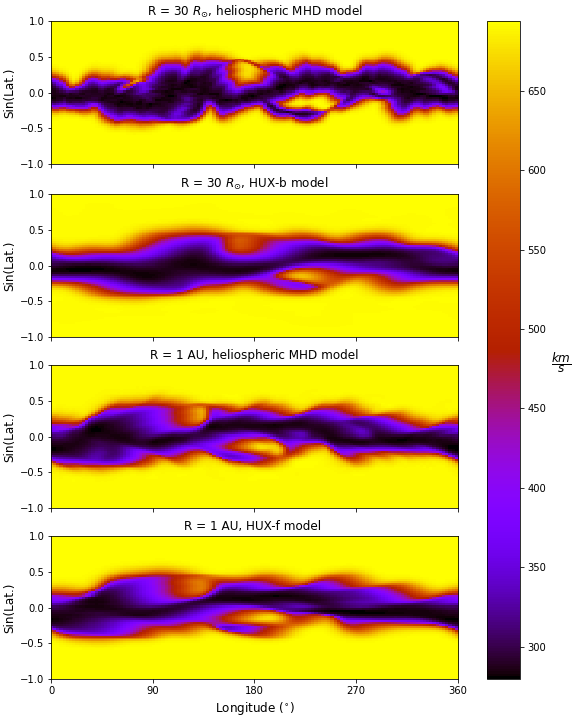 R = 30 R☉, heliospheric MHD model
1.0
0.5
0.0
−0.5
−1.0
Sin(Lat.)
R = 30 R☉, HUX-b model
1.0
0.5
0.0
−0.5
−1.0
Sin(Lat.)
R = 1 AU, heliospheric MHD model
1.0
0.5
0.0
−0.5
−1.0
Sin(Lat.)
R = 1 AU, HUX-f model
1.0
0.5
0.0
−0.5
−1.0
Sin(Lat.)
0 90 180 270 360
Longitude (°)
650
600
550
500
450
400
350
300
km
s